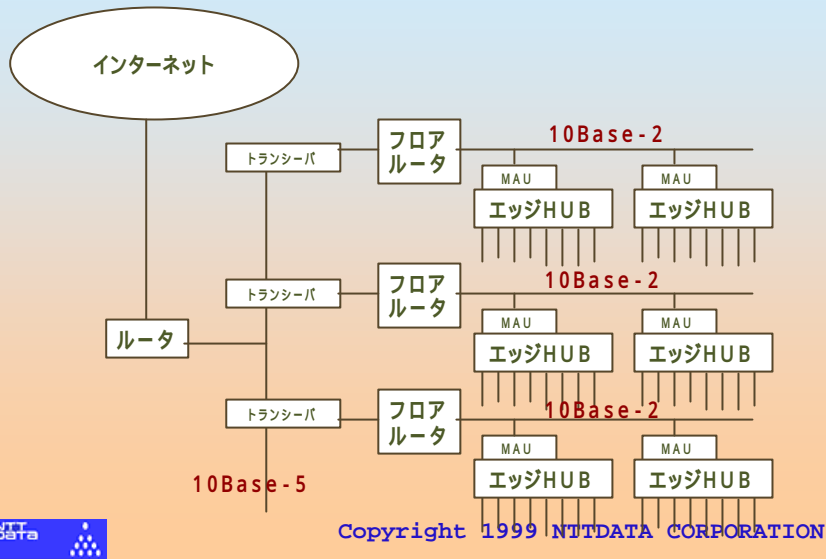 インターネット
トランシーバ
フロア
ルータ
10Base-2
MAU
エッジHUB
MAU
エッジHUB
トランシーバ
フロア
ルータ
10Base-2
MAU
エッジHUB
MAU
エッジHUB
ルータ
トランシーバ
フロア
ルータ
10Base-2
MAU
エッジHUB
MAU
エッジHUB
10Base-5
NTT
Data
Copyright 1999 NTTDATA CORPORATION